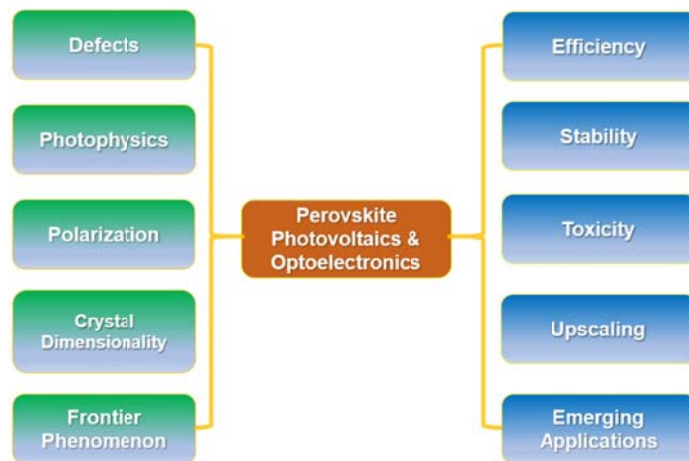 Defects
Photophysics
Polarization
Crystal
Dimensionality
Frontier
Phenomenon
Perovskite
Photovoltaics &
Optoelectronics
Efficiency
Stability
Toxicity
Upscaling
Emerging
Applications